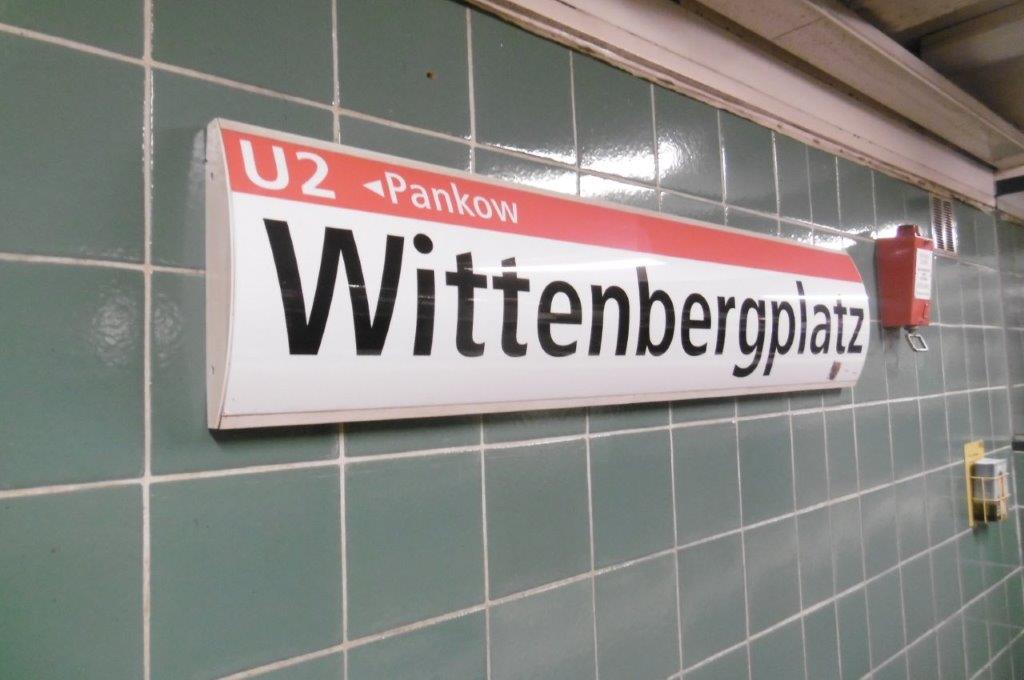 U2 ◄Pankow
Wittenbergplatz